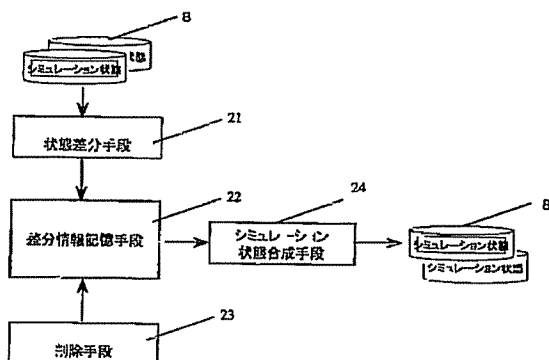 8
状態
シミュレーション状態
21
状態差分手段
22
差分情報記憶手段
24
シミュレーション
状態合成手段
8
シミュレーション状態
シミュレーション状態
23
削除手段